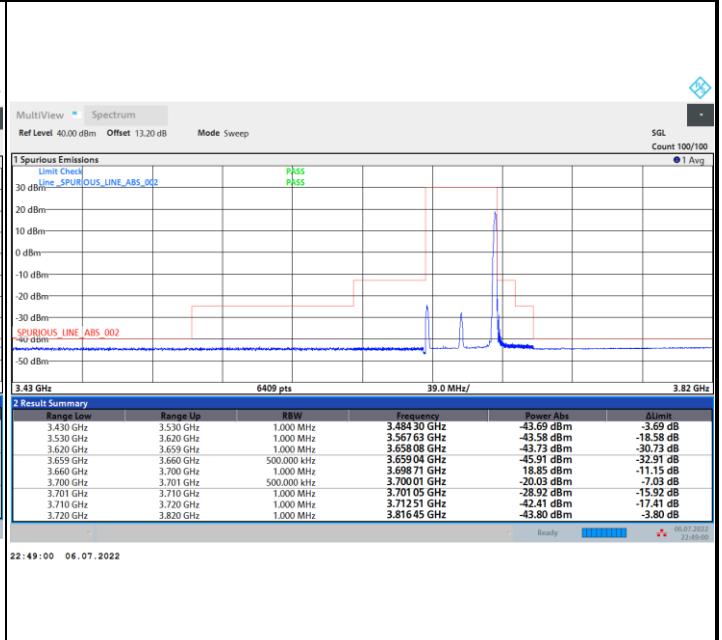 MultiView Spectrum
Ref Level 40.00 dBm Offset 13.20 dB Mode Sweep SGL
Count 100/100
1 Spurious Emissions 1 Avg
Limit Check PASS
Line _SPURIOUS_LINE_ABS_002 PASS
30 dBm
20 dBm
10 dBm
0 dBm
-10 dBm
-20 dBm
-30 dBm
SPURIOUS_LINE_ABS_002
-40 dBm
-50 dBm
3.43 GHz 6409 pts 39.0 MHz/ 3.82 GHz
2 Result Summary
Range Low Range Up RBW Frequency Power Abs ΔLimit
3.430 GHz 3.530 GHz 1.000 MHz 3.484 30 GHz -43.69 dBm -3.69 dB
3.530 GHz 3.620 GHz 1.000 MHz 3.567 63 GHz -43.58 dBm -18.58 dB
3.620 GHz 3.659 GHz 1.000 MHz 3.658 08 GHz -43.73 dBm -30.73 dB
3.659 GHz 3.660 GHz 500.000 kHz 3.659 04 GHz -45.91 dBm -32.91 dB
3.660 GHz 3.700 GHz 1.000 MHz 3.698 71 GHz 18.85 dBm -11.15 dB
3.700 GHz 3.701 GHz 500.000 kHz 3.700 01 GHz -20.03 dBm -7.03 dB
3.701 GHz 3.710 GHz 1.000 MHz 3.701 05 GHz -28.92 dBm -15.92 dB
3.710 GHz 3.720 GHz 1.000 MHz 3.712 51 GHz -42.41 dBm -17.41 dB
3.720 GHz 3.820 GHz 1.000 MHz 3.816 45 GHz -43.80 dBm -3.80 dB
Ready 06.07.2022
22:49:00
22:49:00 06.07.2022